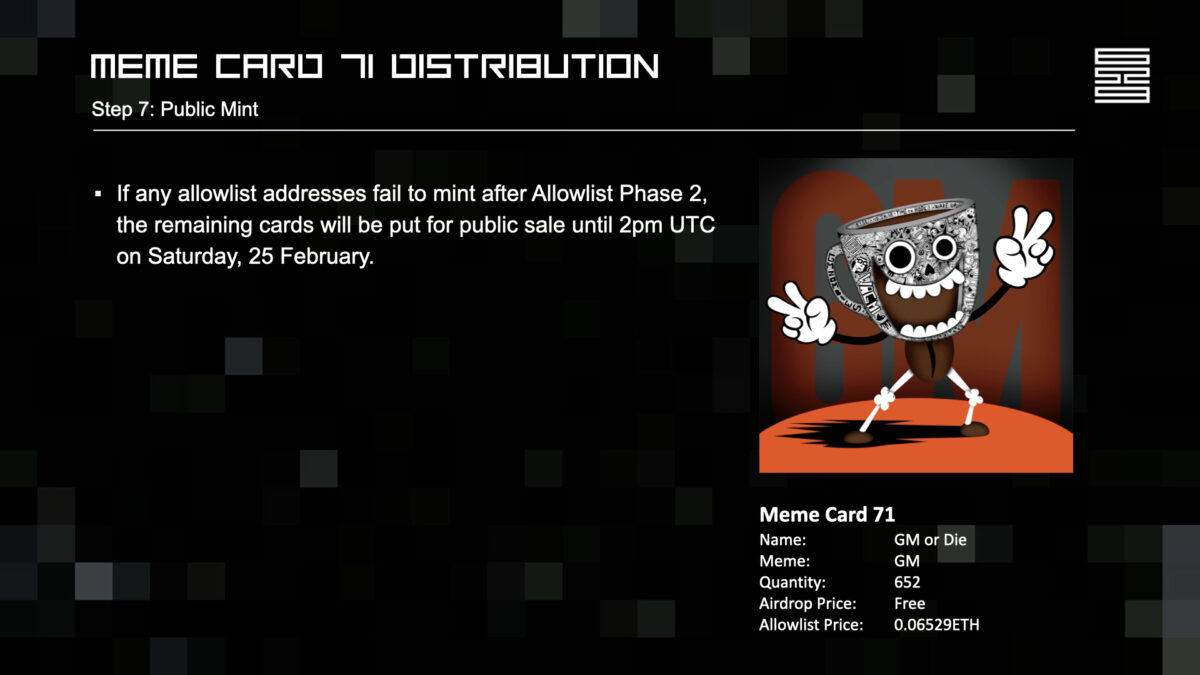 MEME CARD 71 DISTRIBUTION
Step 7: Public Mint
▪ If any allowlist addresses fail to mint after Allowlist Phase 2,
the remaining cards will be put for public sale until 2pm UTC
on Saturday, 25 February.
GM
Meme Card 71
Name: GM or Die
Meme: GM
Quantity: 652
Airdrop Price: Free
Allowlist Price: 0.06529ETH